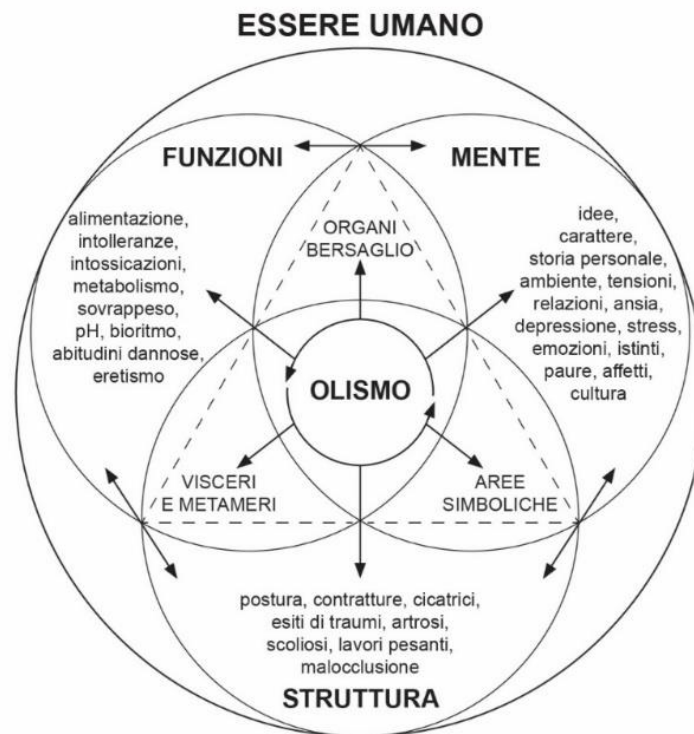 ESSERE UMANO
FUNZIONI
MENTE
alimentazione,
intolleranze,
intossicazioni,
metabolismo,
sovrappeso,
pH, bioritmo,
abitudini dannose,
eretismo
ORGANI
BERSAGLIO
idee,
carattere,
storia personale,
ambiente, tensioni,
relazioni, ansia,
depressione, stress,
emozioni, istinti,
paure, affetti,
cultura
OLISMO
VISCERI
E METAMERI
AREE
SIMBOLICHE
postura, contratture, cicatrici,
esiti di traumi, artrosi,
scoliosi, lavori pesanti,
malocclusione
STRUTTURA